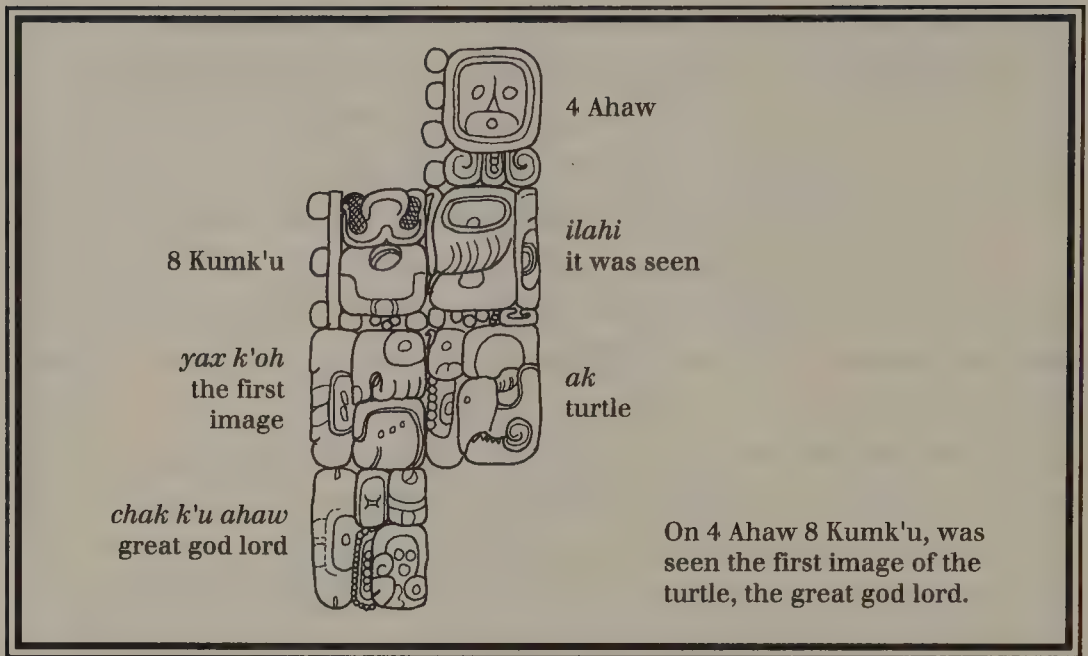 4 Ahaw
8 Kumk'u
ilahi
it was seen
yax k'oh
the first
image
ak
turtle
chak k'u ahaw
great god lord
On 4 Ahaw 8 Kumk'u, was
seen the first image of the
turtle, the great god lord.